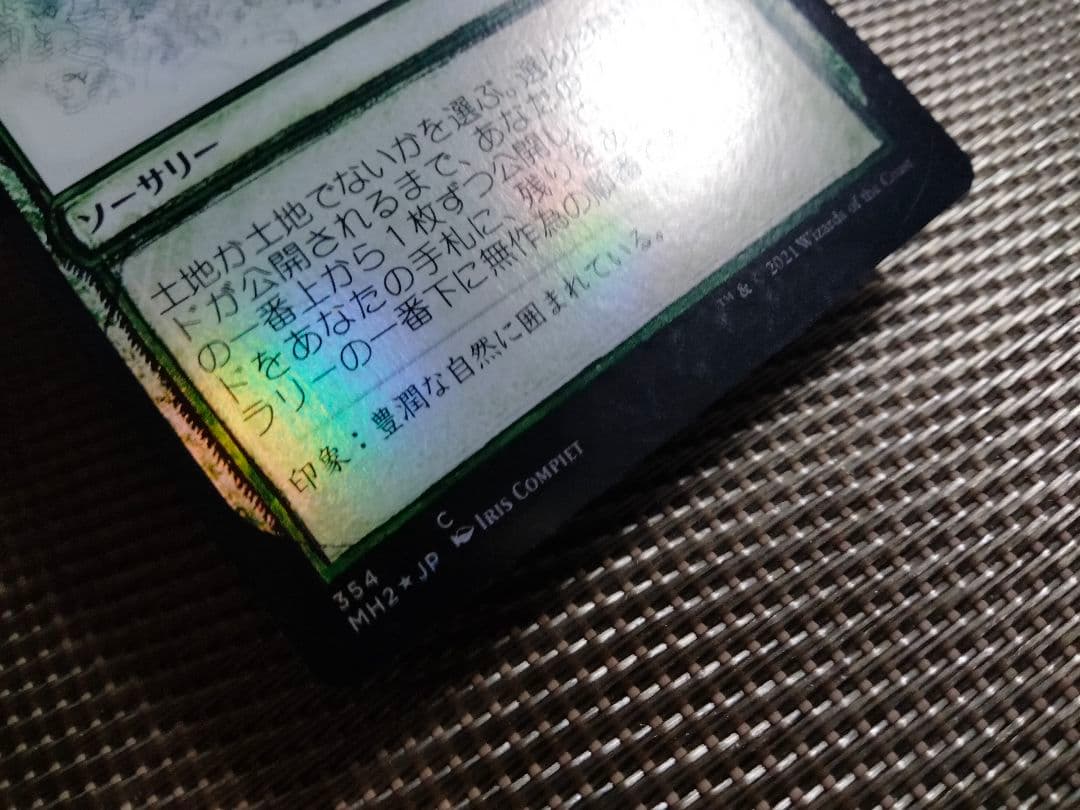 ソーサリー
土地か土地でないかを選ぶ。選んだ
ドが公開されるまで、あなたの
の一番上から1枚ずつ公開し
ドをあなたの手札に、残りをあ
ラリーの一番下に無作為の順番で
印象：豊潤な自然に囲まれている。
354 C
MH2★JP IRIS COMPIET
™ & © 2021 Wizards of the Coast